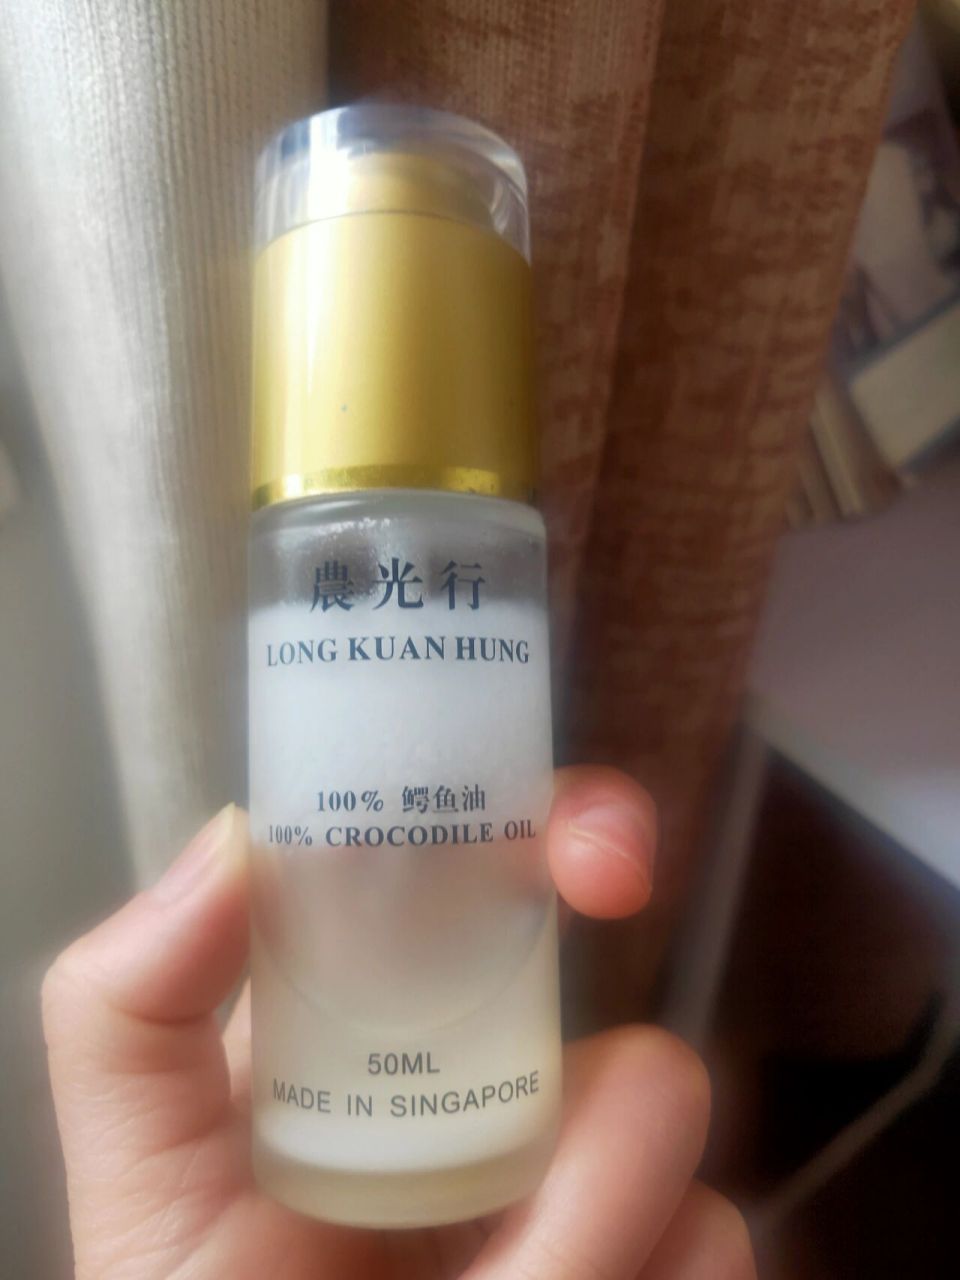 農光行
LONG KUAN HUNG
100% 鳄鱼油
100% CROCODILE OIL
50ML
MADE IN SINGAPORE